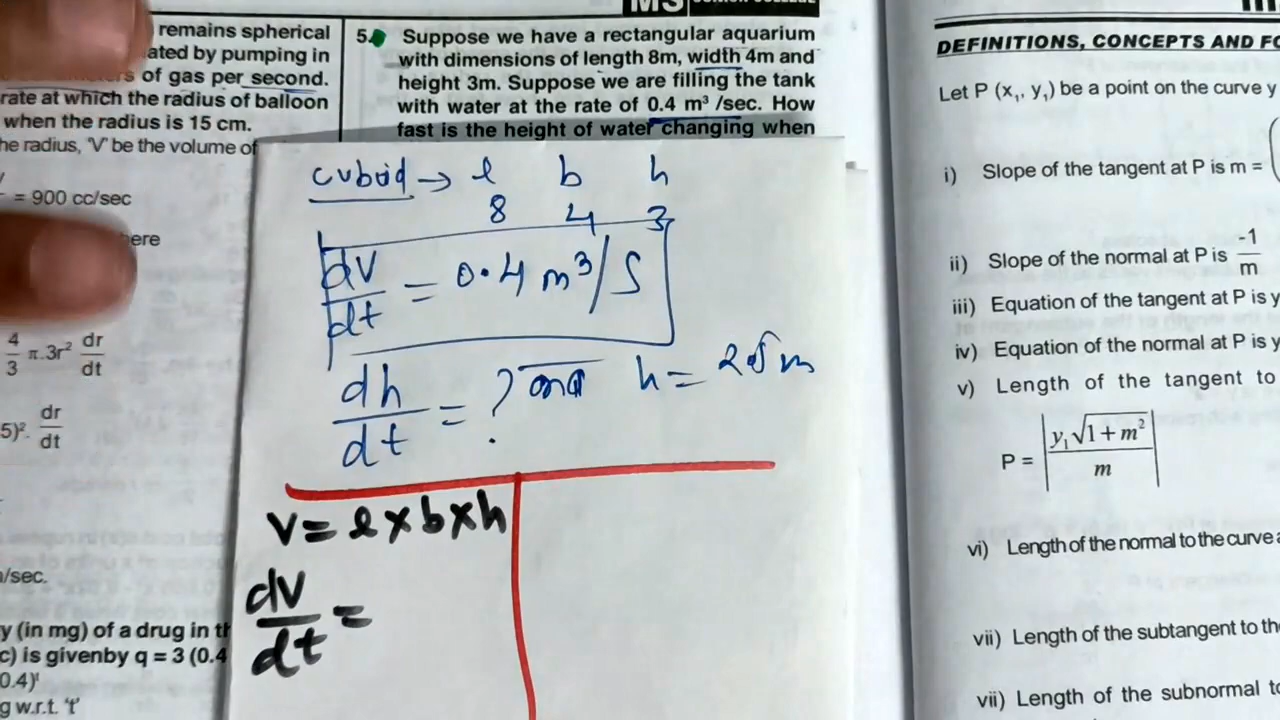 remains spherical
ated by pumping in
of gas per second.
rate at which the radius of balloon
when the radius is 15 cm.
he radius, 'V' be the volume of
= 900 cc/sec
ere
4/3 π.3r² dr/dt
5)². dr/dt
/sec.
y (in mg) of a drug in th
c) is givenby q = 3 (0.4
0.4)ᵗ
g w.r.t. 't'
5. Suppose we have a rectangular aquarium
with dimensions of length 8m, width 4m and
height 3m. Suppose we are filling the tank
with water at the rate of 0.4 m³ /sec. How
fast is the height of water changing when
cuboid → l b h
8 4 3
dV/dt = 0.4 m³/S
dh/dt = ? h = 2.5 m
V = l × b × h
dv/dt =
DEFINITIONS, CONCEPTS AND FO
Let P (x₁, y₁) be a point on the curve y
i) Slope of the tangent at P is m =
ii) Slope of the normal at P is -1/m
iii) Equation of the tangent at P is y
iv) Equation of the normal at P is y
v) Length of the tangent to
P = |y₁√1+m²/m|
vi) Length of the normal to the curve a
vii) Length of the subtangent to the
vii) Length of the subnormal to